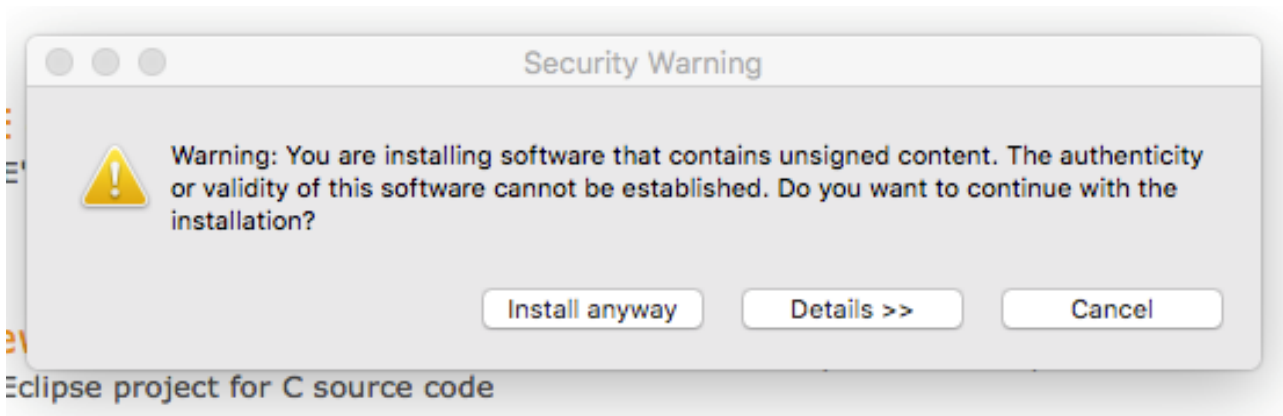 Security Warning
Warning: You are installing software that contains unsigned content. The authenticity
or validity of this software cannot be established. Do you want to continue with the
installation?
Install anyway
Details >>
Cancel
Eclipse project for C source code